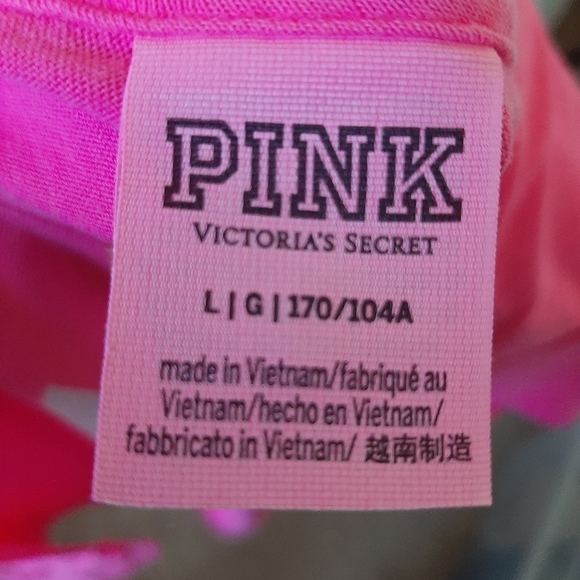 PINK
VICTORIA'S SECRET
L | G | 170/104A
made in Vietnam/fabriqué au
Vietnam/hecho en Vietnam/
fabbricato in Vietnam/ 越南制造